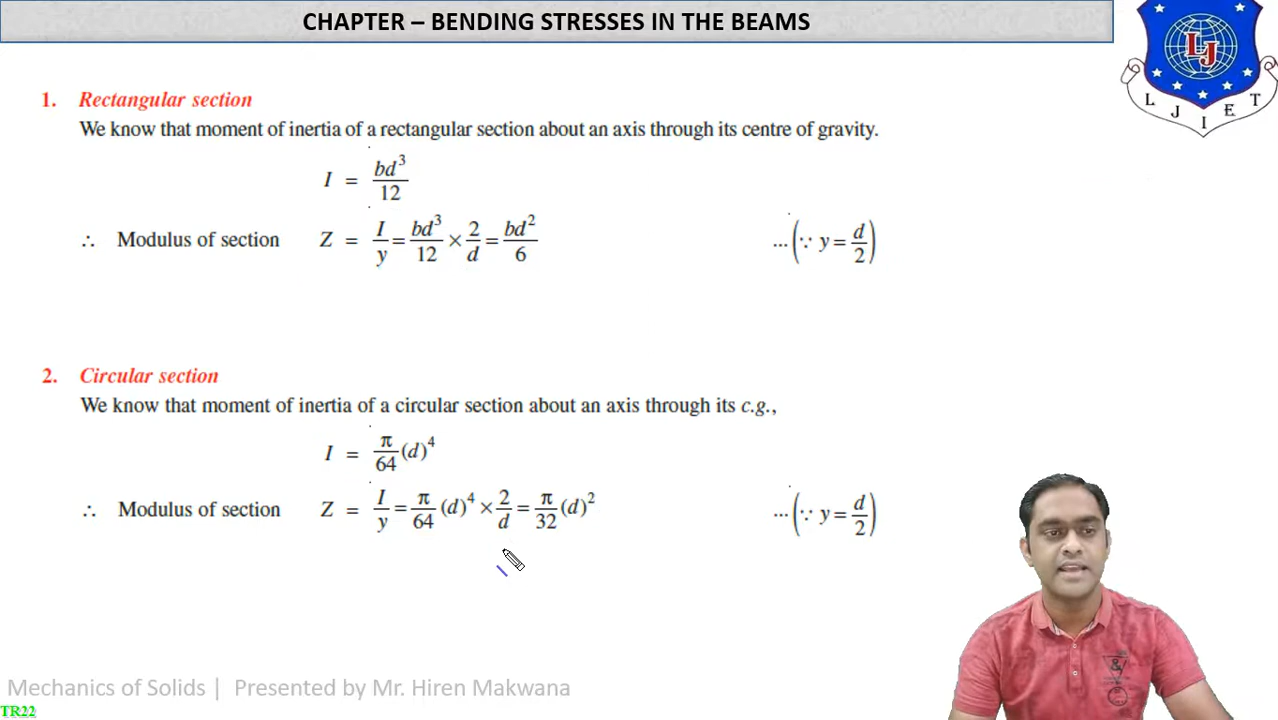 CHAPTER – BENDING STRESSES IN THE BEAMS
L J I E T
LJ
1. Rectangular section
We know that moment of inertia of a rectangular section about an axis through its centre of gravity.
I = bd³/12
∴ Modulus of section Z = I/y = bd³/12 × 2/d = bd²/6 ...(∵ y = d/2)
2. Circular section
We know that moment of inertia of a circular section about an axis through its c.g.,
I = π/64 (d)⁴
∴ Modulus of section Z = I/y = π/64 (d)⁴ × 2/d = π/32 (d)² ...(∵ y = d/2)
Mechanics of Solids | Presented by Mr. Hiren Makwana
TR22